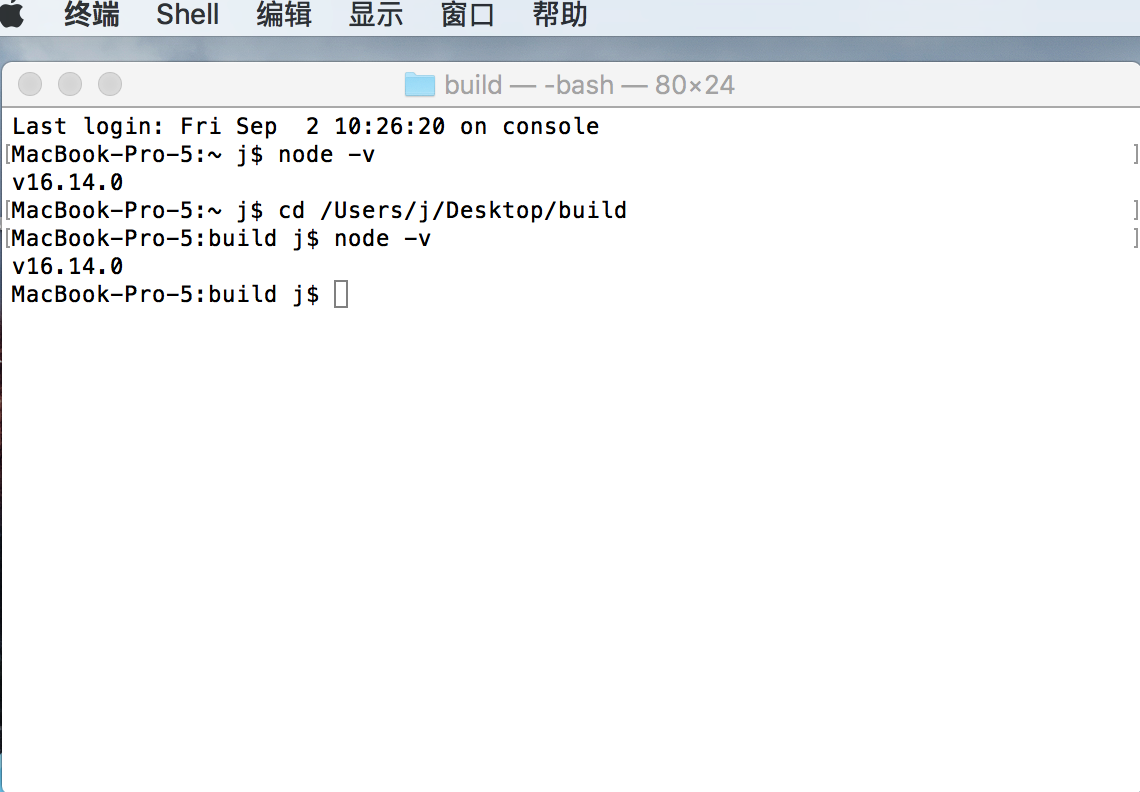 终端 Shell 编辑 显示 窗口 帮助
build — -bash — 80×24
Last login: Fri Sep  2 10:26:20 on console
[MacBook-Pro-5:~ j$ node -v ]
v16.14.0
[MacBook-Pro-5:~ j$ cd /Users/j/Desktop/build ]
[MacBook-Pro-5:build j$ node -v ]
v16.14.0
MacBook-Pro-5:build j$